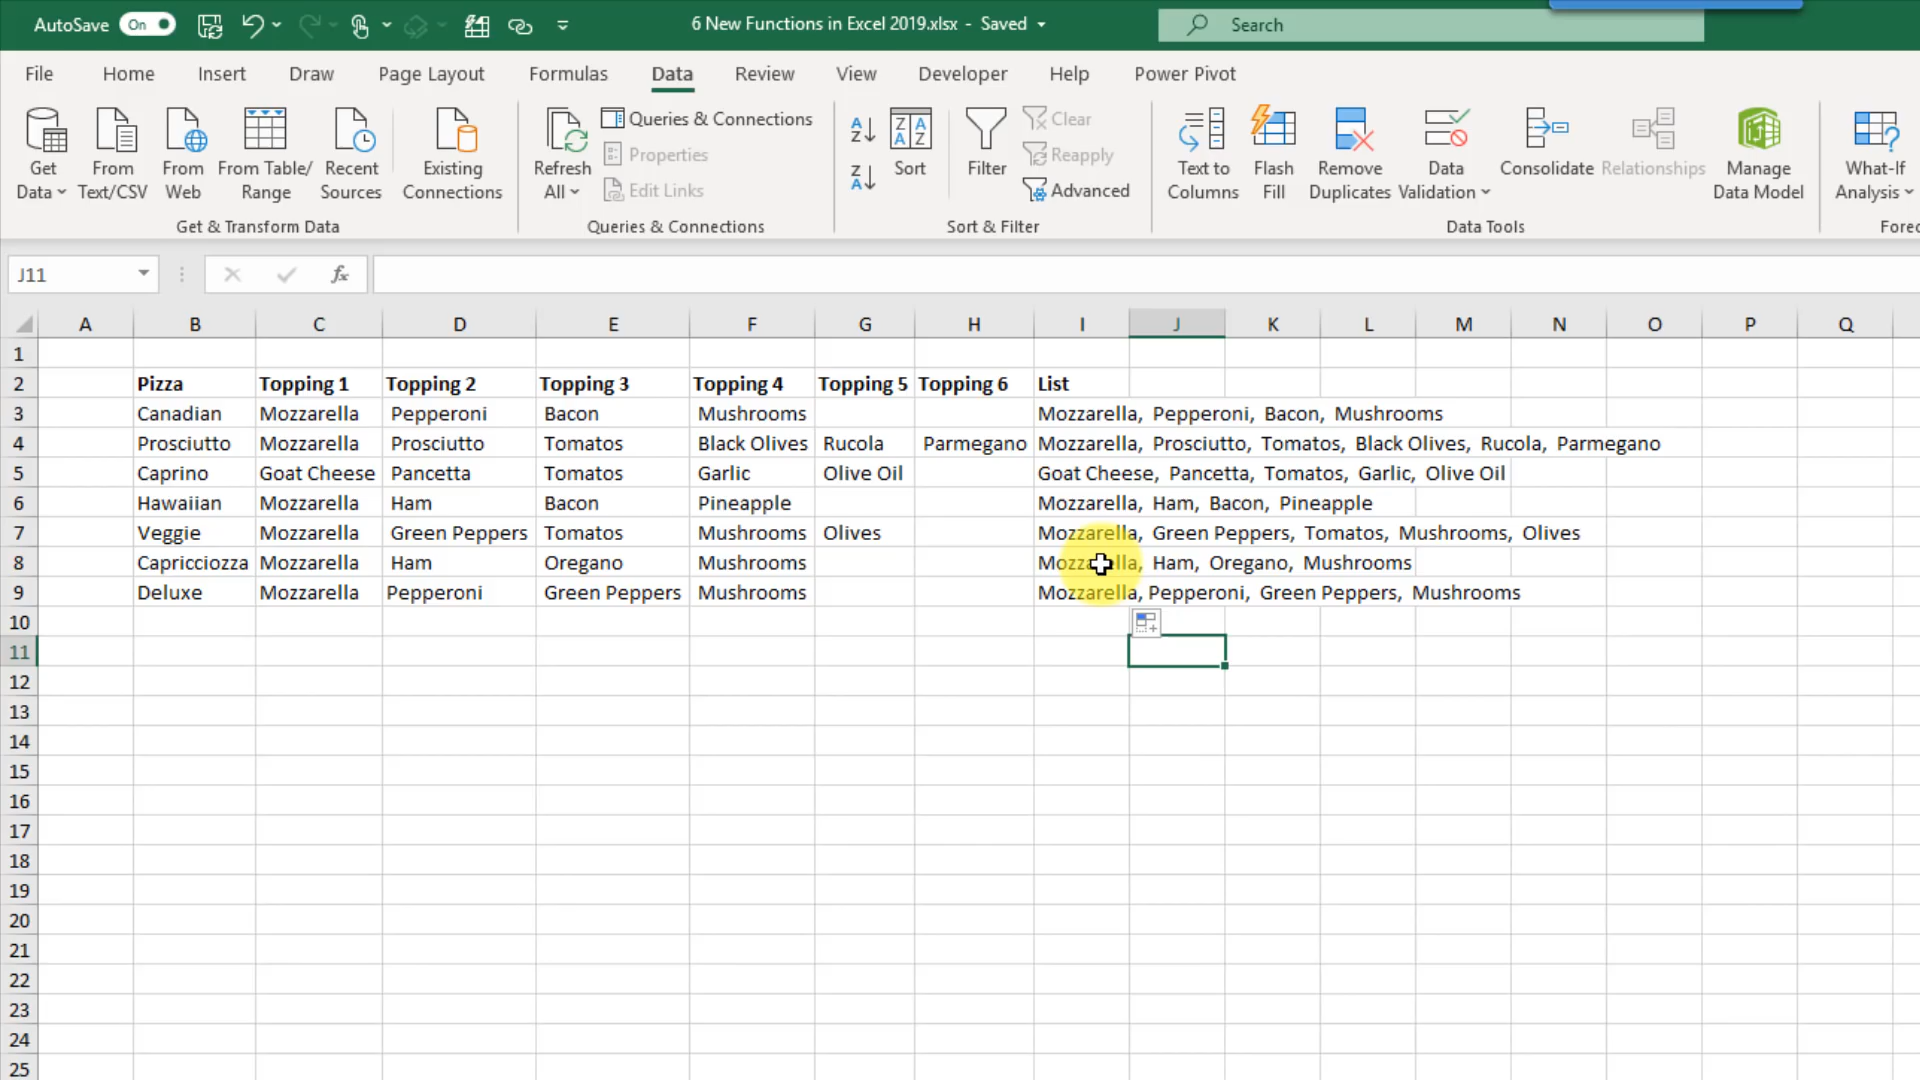 AutoSave On 6 New Functions in Excel 2019.xlsx - Saved Search
File Home Insert Draw Page Layout Formulas Data Review View Developer Help Power Pivot
Get Data From Text/CSV From Web From Table/Range Recent Sources Existing Connections
Get & Transform Data
Refresh All Queries & Connections
Properties
Edit Links
Queries & Connections
Sort Filter Clear
Reapply
Advanced
Sort & Filter
Text to Columns Flash Fill Remove Duplicates Data Validation Consolidate Relationships Manage Data Model
Data Tools
What-If Analysis
Forec
J11 fx
A B C D E F G H I J K L M N O P Q
1
2 Pizza Topping 1 Topping 2 Topping 3 Topping 4 Topping 5 Topping 6 List
3 Canadian Mozzarella Pepperoni Bacon Mushrooms Mozzarella, Pepperoni, Bacon, Mushrooms
4 Prosciutto Mozzarella Prosciutto Tomatos Black Olives Rucola Parmegano Mozzarella, Prosciutto, Tomatos, Black Olives, Rucola, Parmegano
5 Caprino Goat Cheese Pancetta Tomatos Garlic Olive Oil Goat Cheese, Pancetta, Tomatos, Garlic, Olive Oil
6 Hawaiian Mozzarella Ham Bacon Pineapple Mozzarella, Ham, Bacon, Pineapple
7 Veggie Mozzarella Green Peppers Tomatos Mushrooms Olives Mozzarella, Green Peppers, Tomatos, Mushrooms, Olives
8 Capricciozza Mozzarella Ham Oregano Mushrooms Mozzarella, Ham, Oregano, Mushrooms
9 Deluxe Mozzarella Pepperoni Green Peppers Mushrooms Mozzarella, Pepperoni, Green Peppers, Mushrooms
10
11
12
13
14
15
16
17
18
19
20
21
22
23
24
25